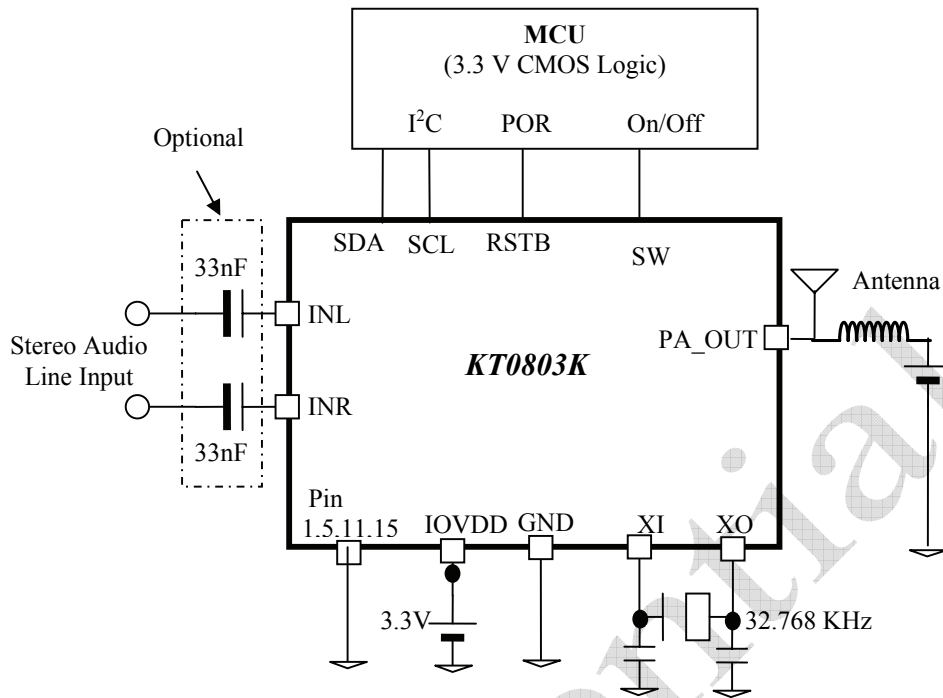 MCU
(3.3 V CMOS Logic)
I²C POR On/Off
Optional
SDA SCL RSTB SW
33nF
INL
Antenna
Stereo Audio
Line Input
PA_OUT
KT0803K
INR
33nF
Pin
1.5.11.15 IOVDD GND XI XO
3.3V
32.768 KHz
ential